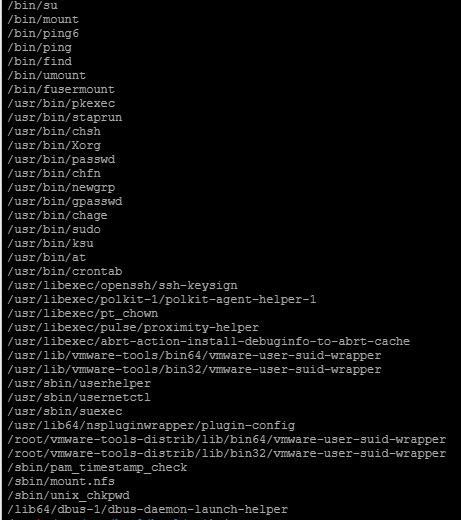 /bin/su
/bin/mount
/bin/ping6
/bin/ping
/bin/find
/bin/umount
/bin/fusermount
/usr/bin/pkexec
/usr/bin/staprun
/usr/bin/chsh
/usr/bin/Xorg
/usr/bin/passwd
/usr/bin/chfn
/usr/bin/newgrp
/usr/bin/gpasswd
/usr/bin/chage
/usr/bin/sudo
/usr/bin/ksu
/usr/bin/at
/usr/bin/crontab
/usr/libexec/openssh/ssh-keysign
/usr/libexec/polkit-1/polkit-agent-helper-1
/usr/libexec/pt_chown
/usr/libexec/pulse/proximity-helper
/usr/libexec/abrt-action-install-debuginfo-to-abrt-cache
/usr/lib/vmware-tools/bin64/vmware-user-suid-wrapper
/usr/lib/vmware-tools/bin32/vmware-user-suid-wrapper
/usr/sbin/userhelper
/usr/sbin/usernetctl
/usr/sbin/suexec
/usr/lib64/nspluginwrapper/plugin-config
/root/vmware-tools-distrib/lib/bin64/vmware-user-suid-wrapper
/root/vmware-tools-distrib/lib/bin32/vmware-user-suid-wrapper
/sbin/pam_timestamp_check
/sbin/mount.nfs
/sbin/unix_chkpwd
/lib64/dbus-1/dbus-daemon-launch-helper